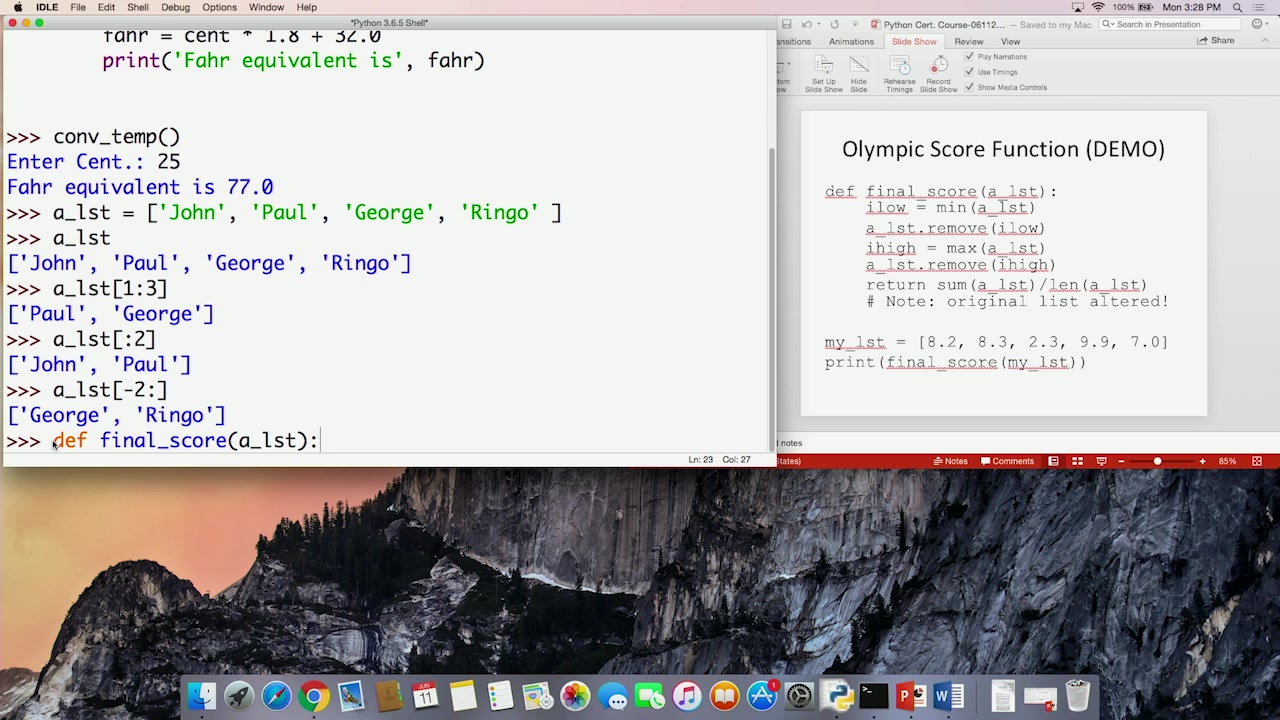 IDLE File Edit Shell Debug Options Window Help
100% Mon 3:28 PM
*Python 3.6.5 Shell*
fahr = cent * 1.8 + 32.0
print('Fahr equivalent is', fahr)
>>> conv_temp()
Enter Cent.: 25
Fahr equivalent is 77.0
>>> a_lst = ['John', 'Paul', 'George', 'Ringo' ]
>>> a_lst
['John', 'Paul', 'George', 'Ringo']
>>> a_lst[1:3]
['Paul', 'George']
>>> a_lst[:2]
['John', 'Paul']
>>> a_lst[-2:]
['George', 'Ringo']
>>> def final_score(a_lst):
Ln: 23 Col: 27
Python Cert. Course-06112... — Saved to my Mac
Search in Presentation
Animations Slide Show Review View
Share
Set Up
Slide Show
Hide
Slide
Rehearse
Timings
Record
Slide Show
Play Narrations
Use Timings
Show Media Controls
Olympic Score Function (DEMO)
def final_score(a_lst):
ilow = min(a_lst)
a_lst.remove(ilow)
ihigh = max(a_lst)
a_lst.remove(ihigh)
return sum(a_lst)/len(a_lst)
# Note: original list altered!
my_lst = [8.2, 8.3, 2.3, 9.9, 7.0]
print(final_score(my_lst))
notes
States)
Notes Comments 85%
JUN
11
1